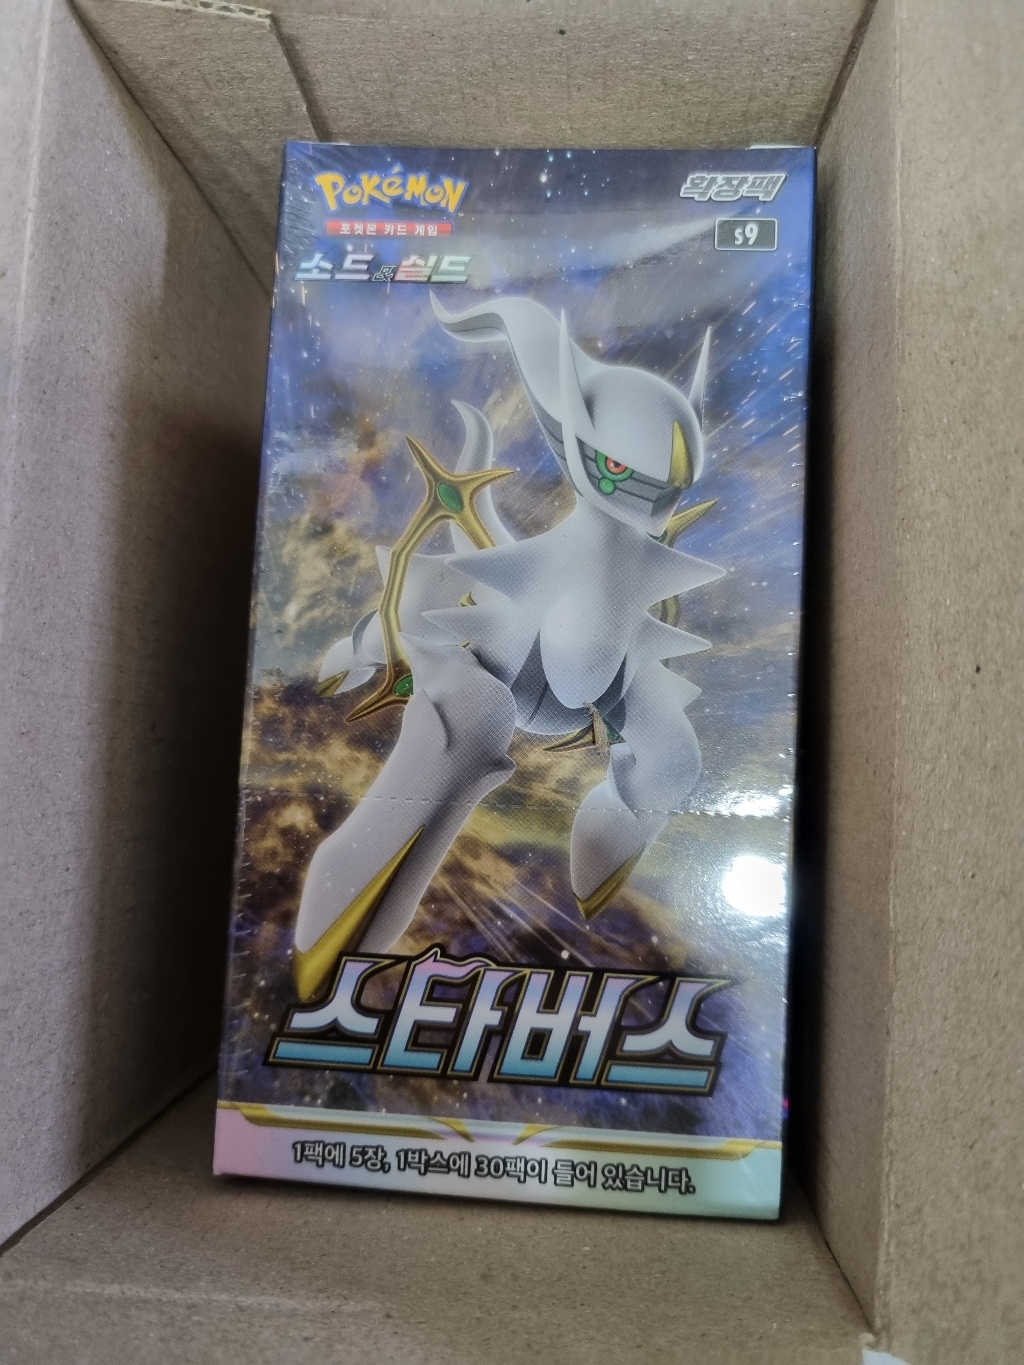 POKéMON
확장팩
포켓몬 카드 게임
s9
소드&실드
스타버스
1팩에 5장, 1박스에 30팩이 들어 있습니다.